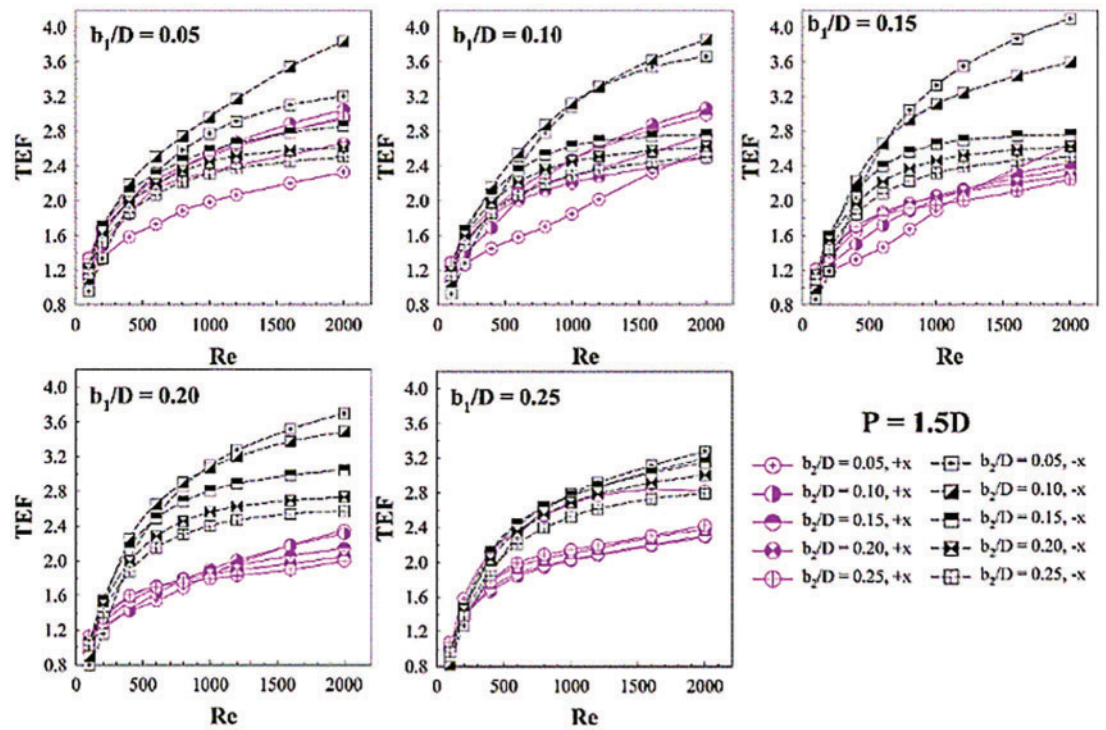 b₁/D = 0.05
4.0
3.6
3.2
2.8
2.4
2.0
1.6
1.2
0.8
TEF
0 500 1000 1500 2000
Re
b₁/D = 0.10
4.0
3.6
3.2
2.8
2.4
2.0
1.6
1.2
0.8
TEF
0 500 1000 1500 2000
Re
b₁/D = 0.15
4.0
3.6
3.2
2.8
2.4
2.0
1.6
1.2
0.8
TEF
0 500 1000 1500 2000
Re
b₁/D = 0.20
4.0
3.6
3.2
2.8
2.4
2.0
1.6
1.2
0.8
TEF
0 500 1000 1500 2000
Re
b₁/D = 0.25
4.0
3.6
3.2
2.8
2.4
2.0
1.6
1.2
0.8
TEF
0 500 1000 1500 2000
Re
P = 1.5D
b₂/D = 0.05, +x
b₂/D = 0.10, +x
b₂/D = 0.15, +x
b₂/D = 0.20, +x
b₂/D = 0.25, +x
b₂/D = 0.05, -x
b₂/D = 0.10, -x
b₂/D = 0.15, -x
b₂/D = 0.20, -x
b₂/D = 0.25, -x